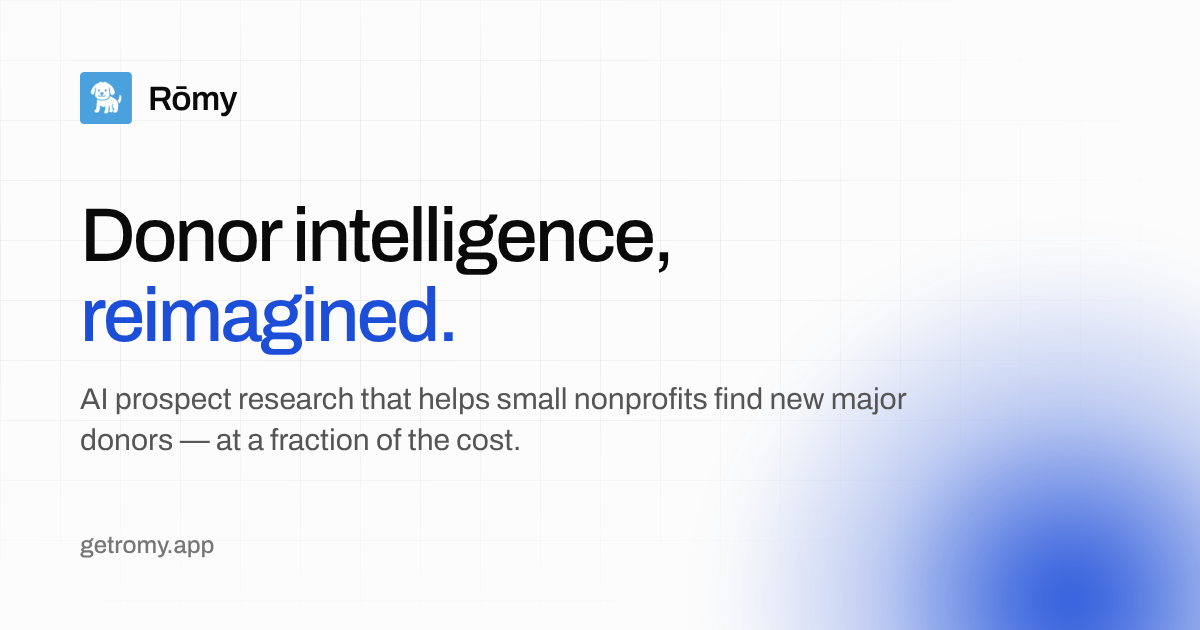 Rōmy
Donor intelligence,
reimagined.
AI prospect research that helps small nonprofits find new major
donors — at a fraction of the cost.
getromy.app